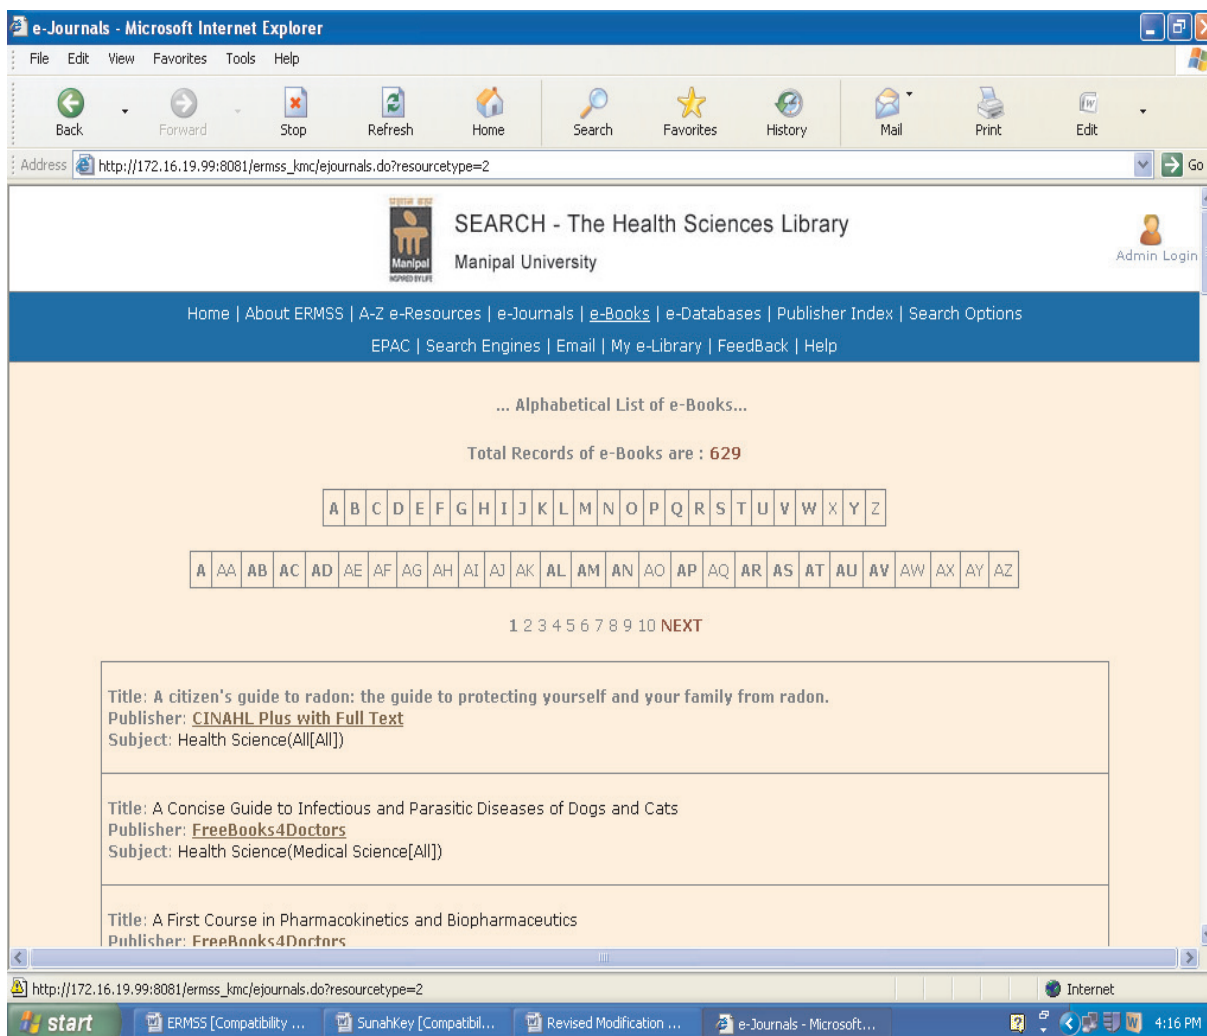 e-Journals - Microsoft Internet Explorer
File Edit View Favorites Tools Help
Back Forward Stop Refresh Home Search Favorites History Mail Print Edit
Address http://172.16.19.99:8081/ermss_kmc/ejournals.do?resourcetype=2 Go
SEARCH - The Health Sciences Library
Manipal
INSPIRED BY LIFE
Manipal University
Admin Login
Home | About ERMSS | A-Z e-Resources | e-Journals | e-Books | e-Databases | Publisher Index | Search Options
EPAC | Search Engines | Email | My e-Library | FeedBack | Help
... Alphabetical List of e-Books...
Total Records of e-Books are : 629
A B C D E F G H I J K L M N O P Q R S T U V W X Y Z
A AA AB AC AD AE AF AG AH AI AJ AK AL AM AN AO AP AQ AR AS AT AU AV AW AX AY AZ
1 2 3 4 5 6 7 8 9 10 NEXT
Title: A citizen's guide to radon: the guide to protecting yourself and your family from radon.
Publisher: CINAHL Plus with Full Text
Subject: Health Science(All[All])
Title: A Concise Guide to Infectious and Parasitic Diseases of Dogs and Cats
Publisher: FreeBooks4Doctors
Subject: Health Science(Medical Science[All])
Title: A First Course in Pharmacokinetics and Biopharmaceutics
Publisher: FreeBooks4Doctors
http://172.16.19.99:8081/ermss_kmc/ejournals.do?resourcetype=2 Internet
start ERMSS [Compatibility ... SunahKey [Compatibil... Revised Modification ... e-Journals - Microsoft... 4:16 PM